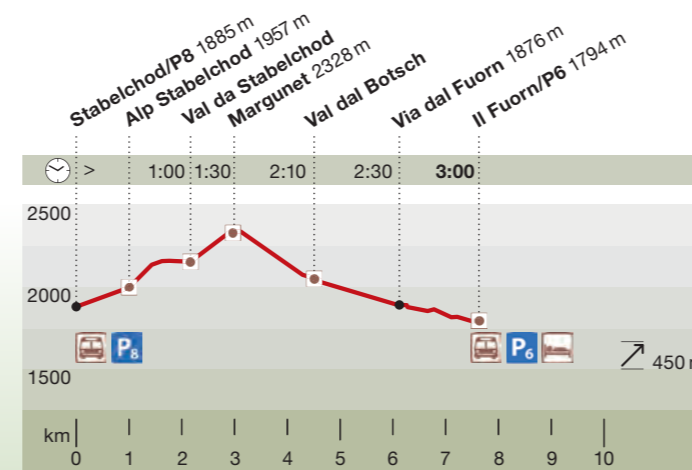 Stabelchod/P8 1885 m
Alp Stabelchod 1957 m
Val da Stabelchod
Margunet 2328 m
Val dal Botsch
Via dal Fuorn 1876 m
Il Fuorn/P6 1794 m
> 1:00 1:30 2:10 2:30 3:00
2500
2000
P8 P6
450
1500
km
0 1 2 3 4 5 6 7 8 9 10